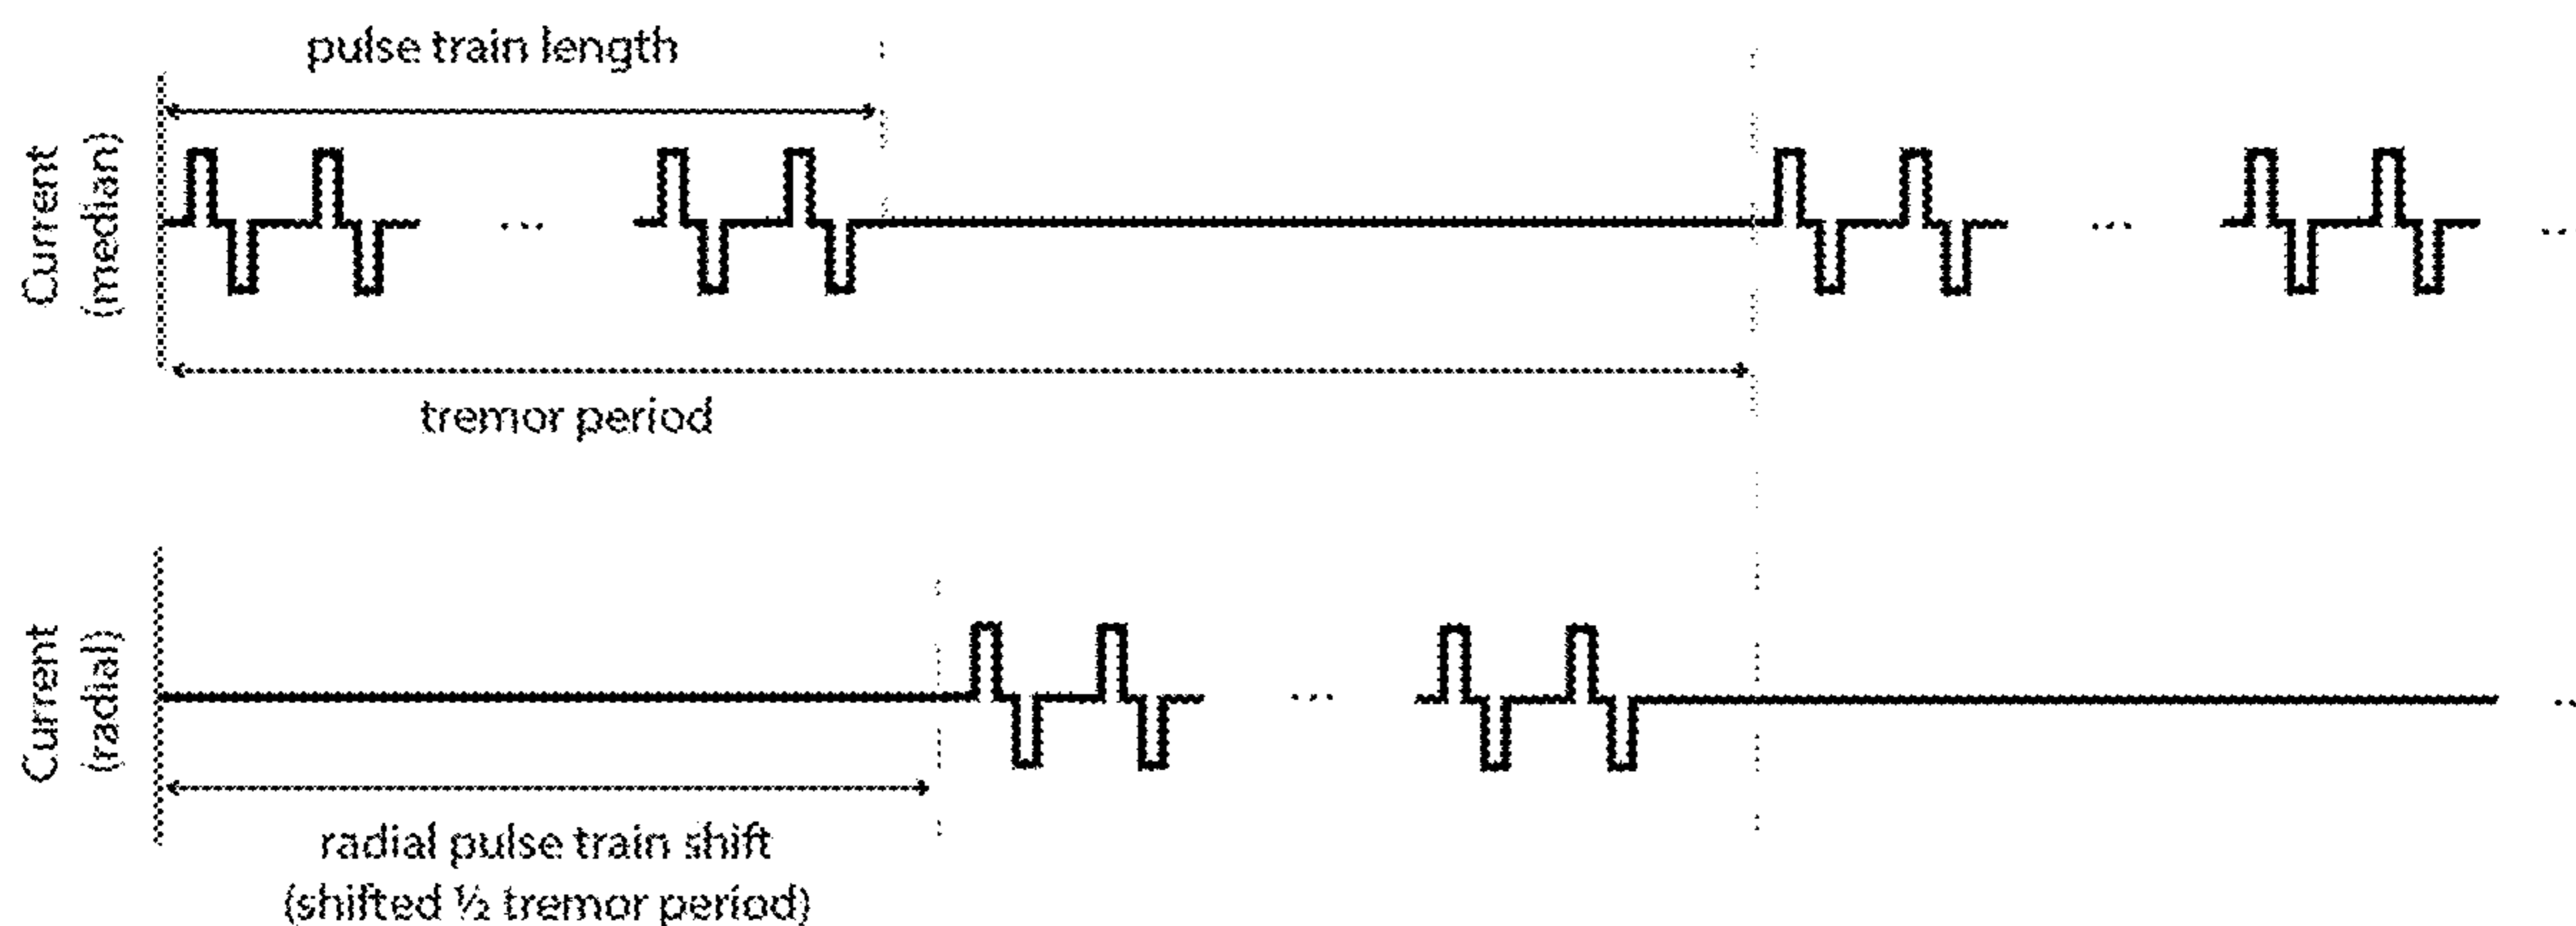 pulse train length
Current
(median)
...
...
tremor period
Current
(radial)
...
radial pulse train shift
(shifted ½ tremor period)